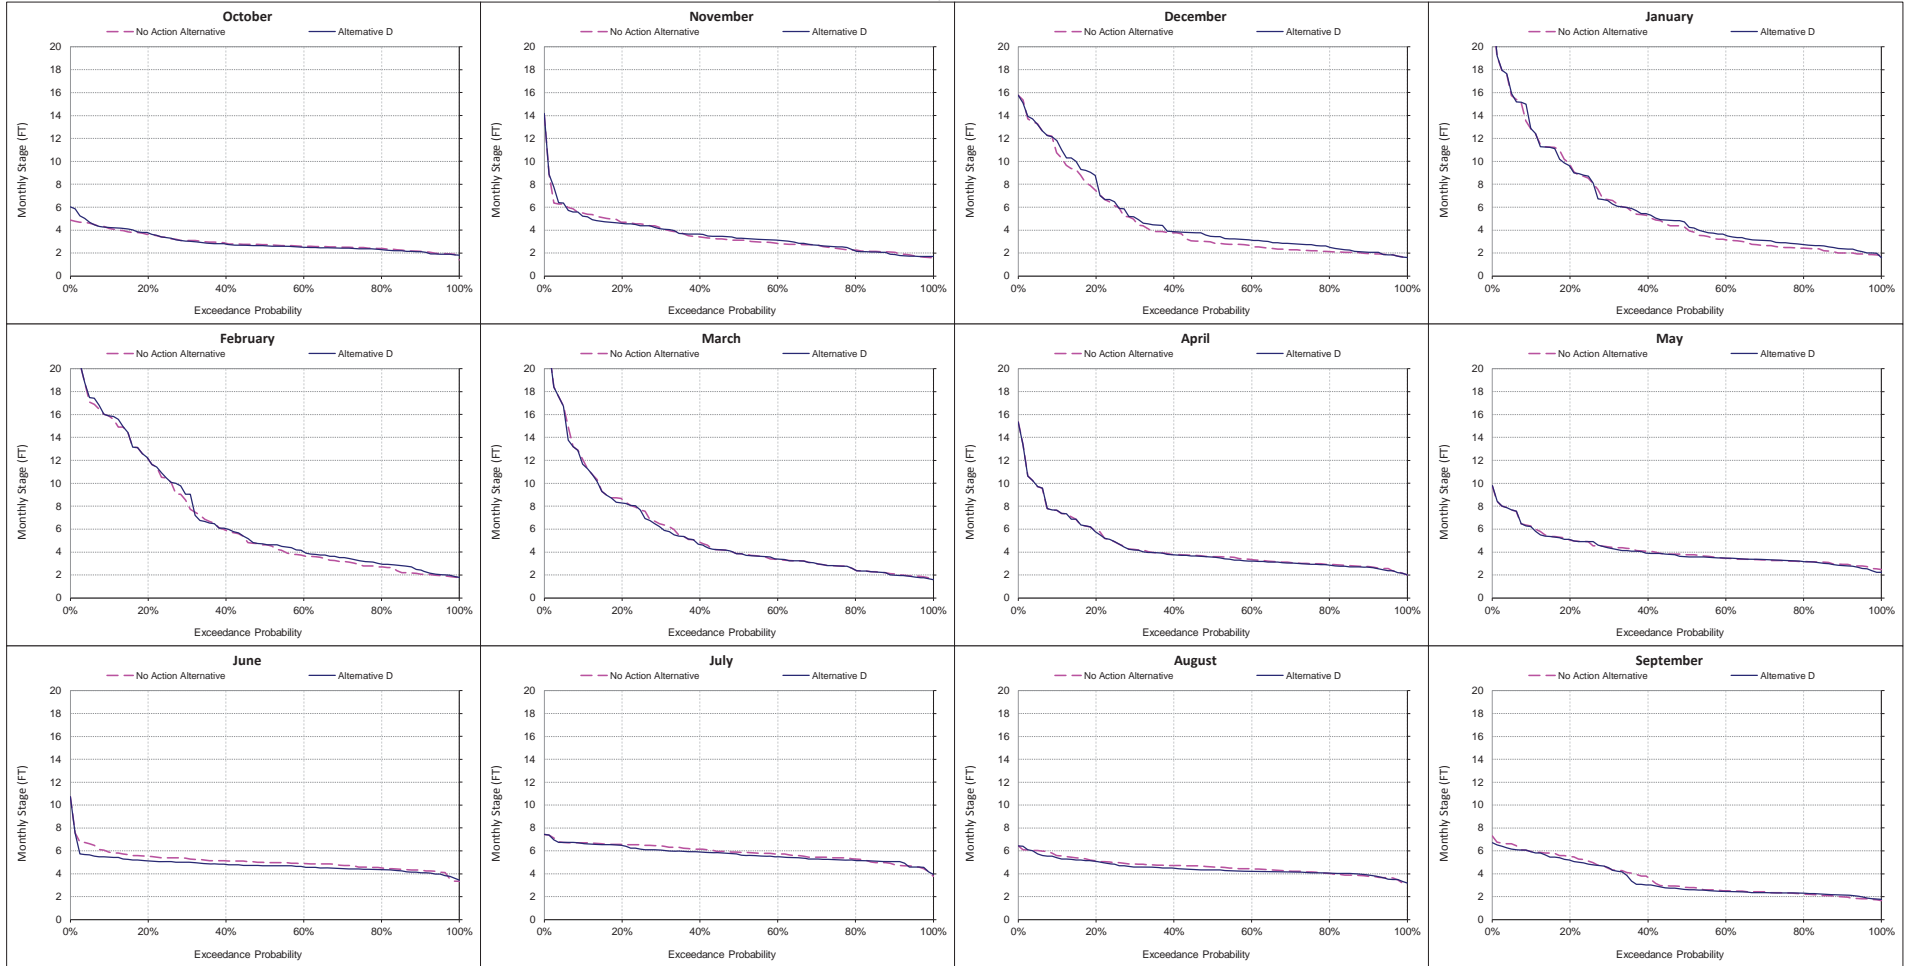 October
No Action Alternative Alternative D
20
18
16
14
12
10
8
6
4
2
0
Monthly Stage (FT)
0% 20% 40% 60% 80% 100%
Exceedance Probability
November
No Action Alternative Alternative D
20
18
16
14
12
10
8
6
4
2
0
Monthly Stage (FT)
0% 20% 40% 60% 80% 100%
Exceedance Probability
December
No Action Alternative Alternative D
20
18
16
14
12
10
8
6
4
2
0
Monthly Stage (FT)
0% 20% 40% 60% 80% 100%
Exceedance Probability
January
No Action Alternative Alternative D
20
18
16
14
12
10
8
6
4
2
0
Monthly Stage (FT)
0% 20% 40% 60% 80% 100%
Exceedance Probability
February
No Action Alternative Alternative D
20
18
16
14
12
10
8
6
4
2
0
Monthly Stage (FT)
0% 20% 40% 60% 80% 100%
Exceedance Probability
March
No Action Alternative Alternative D
20
18
16
14
12
10
8
6
4
2
0
Monthly Stage (FT)
0% 20% 40% 60% 80% 100%
Exceedance Probability
April
No Action Alternative Alternative D
20
18
16
14
12
10
8
6
4
2
0
Monthly Stage (FT)
0% 20% 40% 60% 80% 100%
Exceedance Probability
May
No Action Alternative Alternative D
20
18
16
14
12
10
8
6
4
2
0
Monthly Stage (FT)
0% 20% 40% 60% 80% 100%
Exceedance Probability
June
No Action Alternative Alternative D
20
18
16
14
12
10
8
6
4
2
0
Monthly Stage (FT)
0% 20% 40% 60% 80% 100%
Exceedance Probability
July
No Action Alternative Alternative D
20
18
16
14
12
10
8
6
4
2
0
Monthly Stage (FT)
0% 20% 40% 60% 80% 100%
Exceedance Probability
August
No Action Alternative Alternative D
20
18
16
14
12
10
8
6
4
2
0
Monthly Stage (FT)
0% 20% 40% 60% 80% 100%
Exceedance Probability
September
No Action Alternative Alternative D
20
18
16
14
12
10
8
6
4
2
0
Monthly Stage (FT)
0% 20% 40% 60% 80% 100%
Exceedance Probability